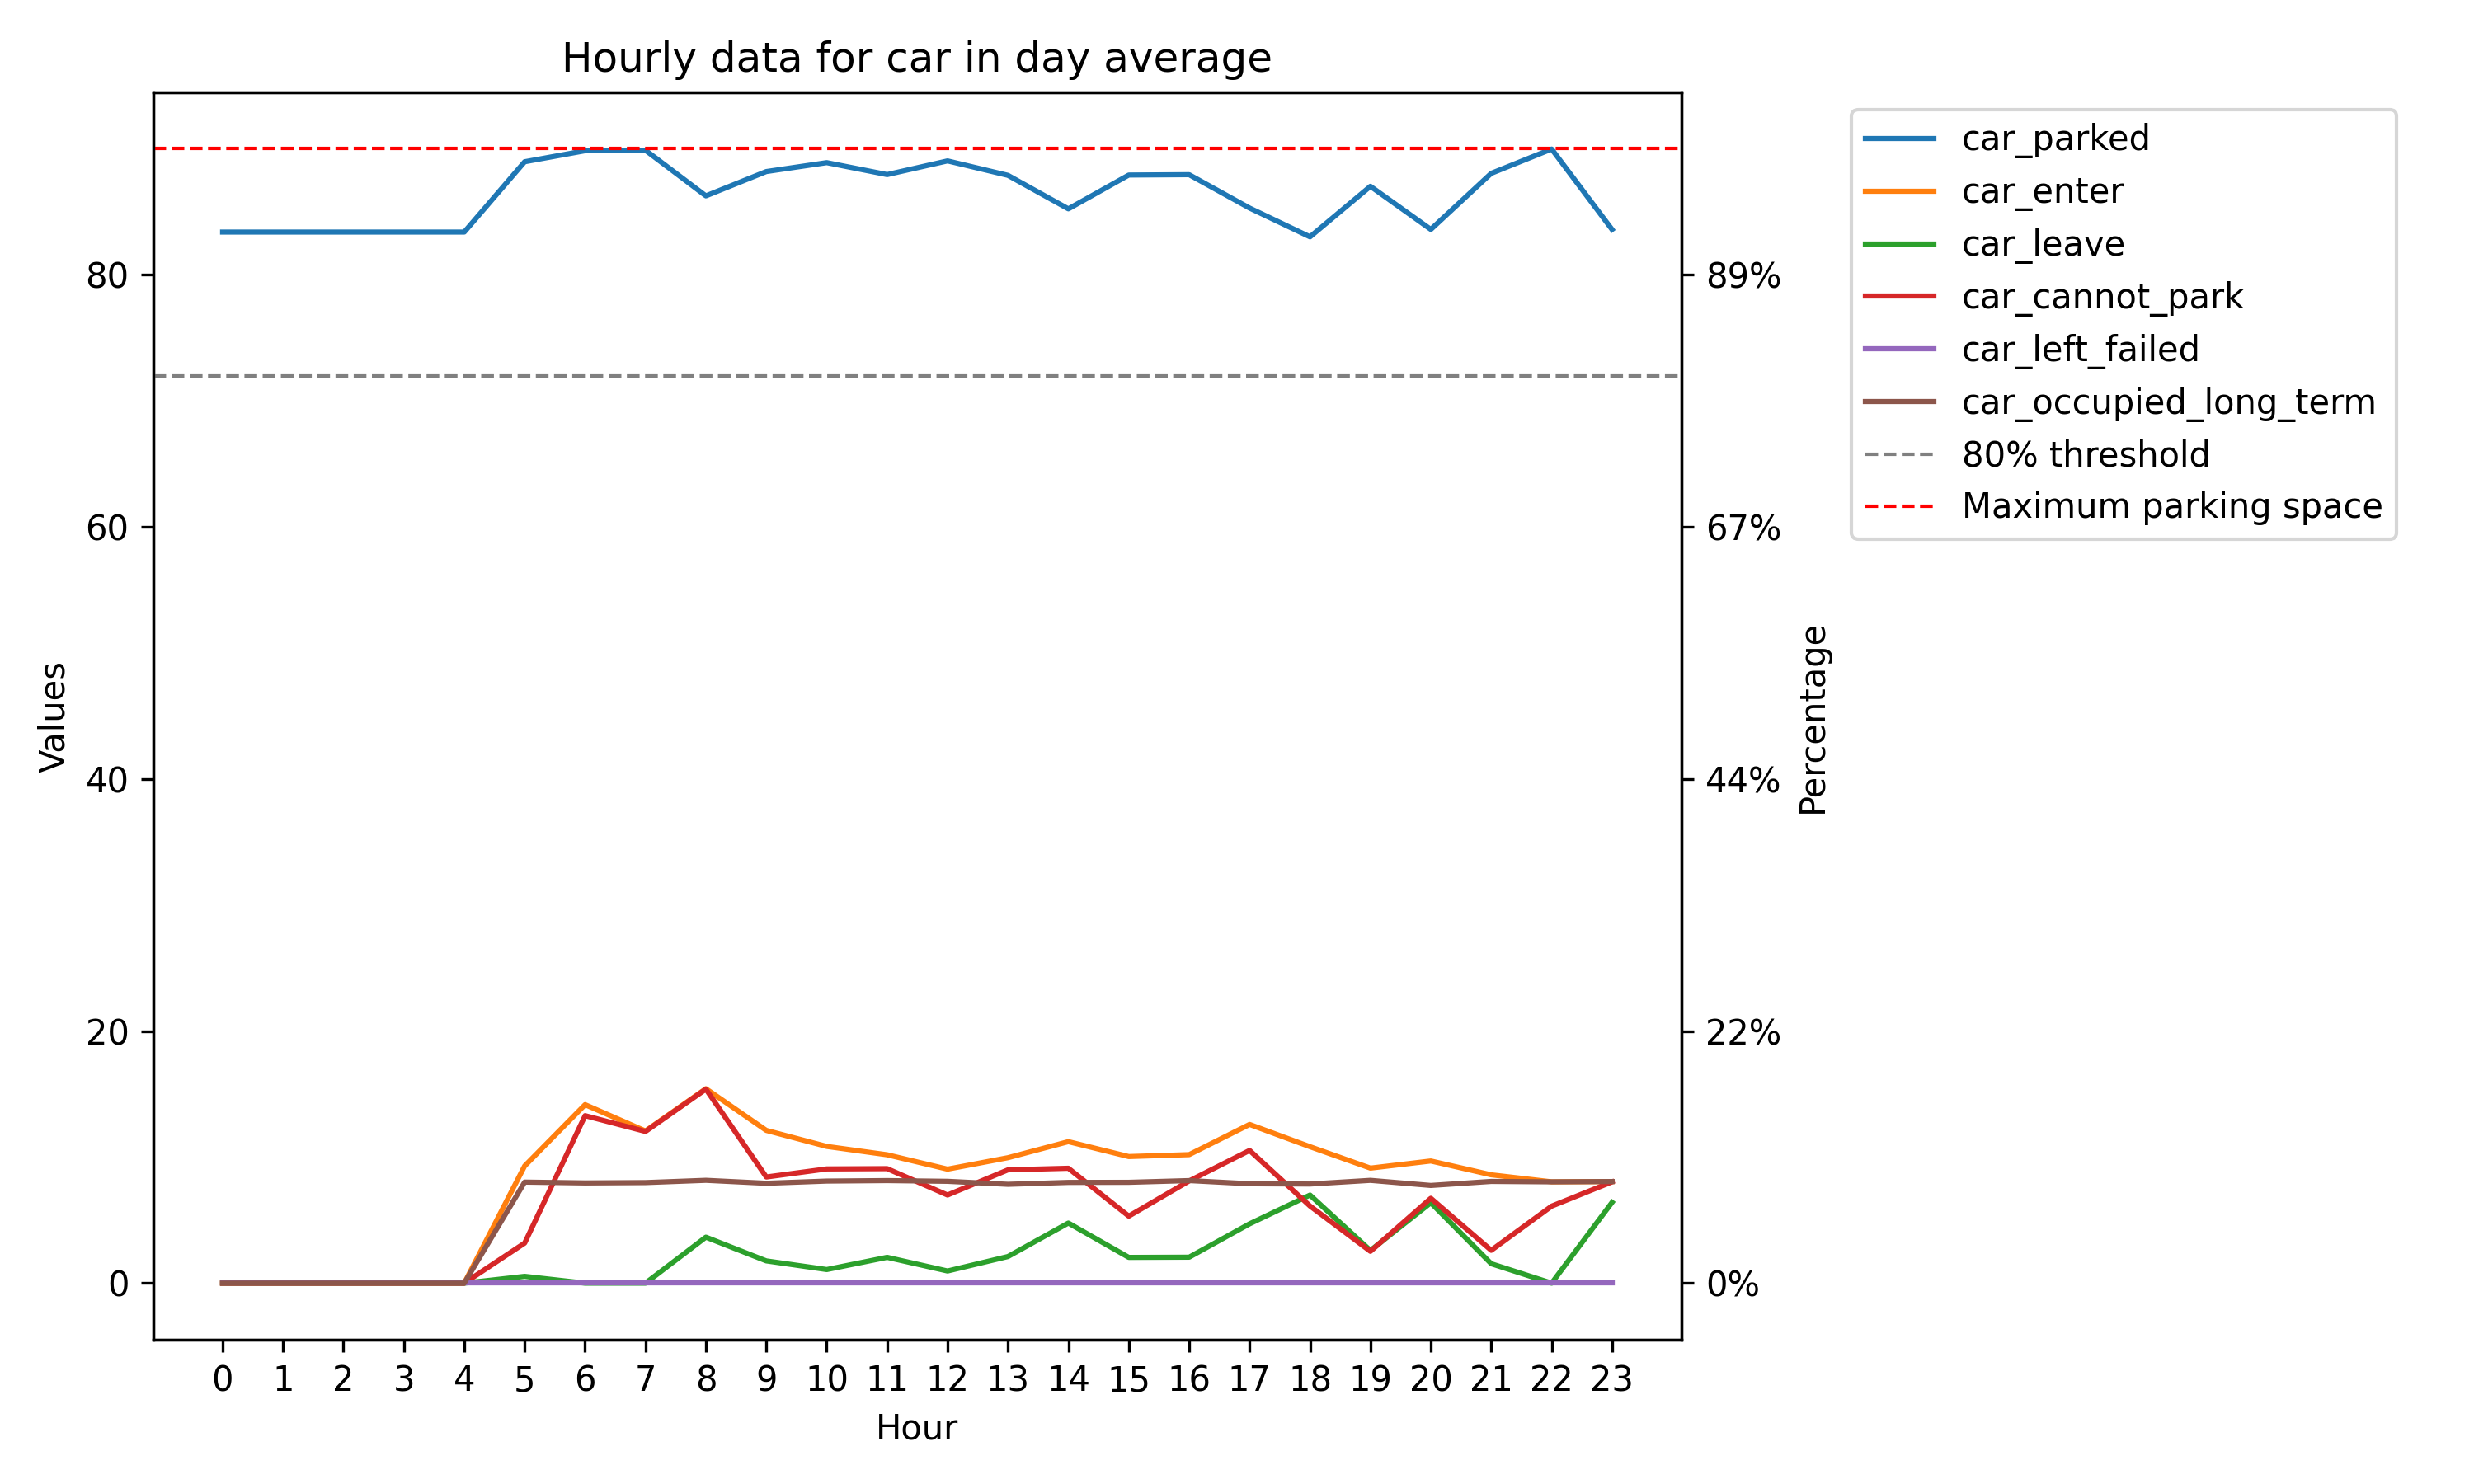 Hourly data for car in day average
car_parked
car_enter
car_leave
car_cannot_park
car_left_failed
car_occupied_long_term
80% threshold
Maximum parking space
80
60
40
20
0
Values
89%
67%
44%
22%
0%
Percentage
0 1 2 3 4 5 6 7 8 9 10 11 12 13 14 15 16 17 18 19 20 21 22 23
Hour